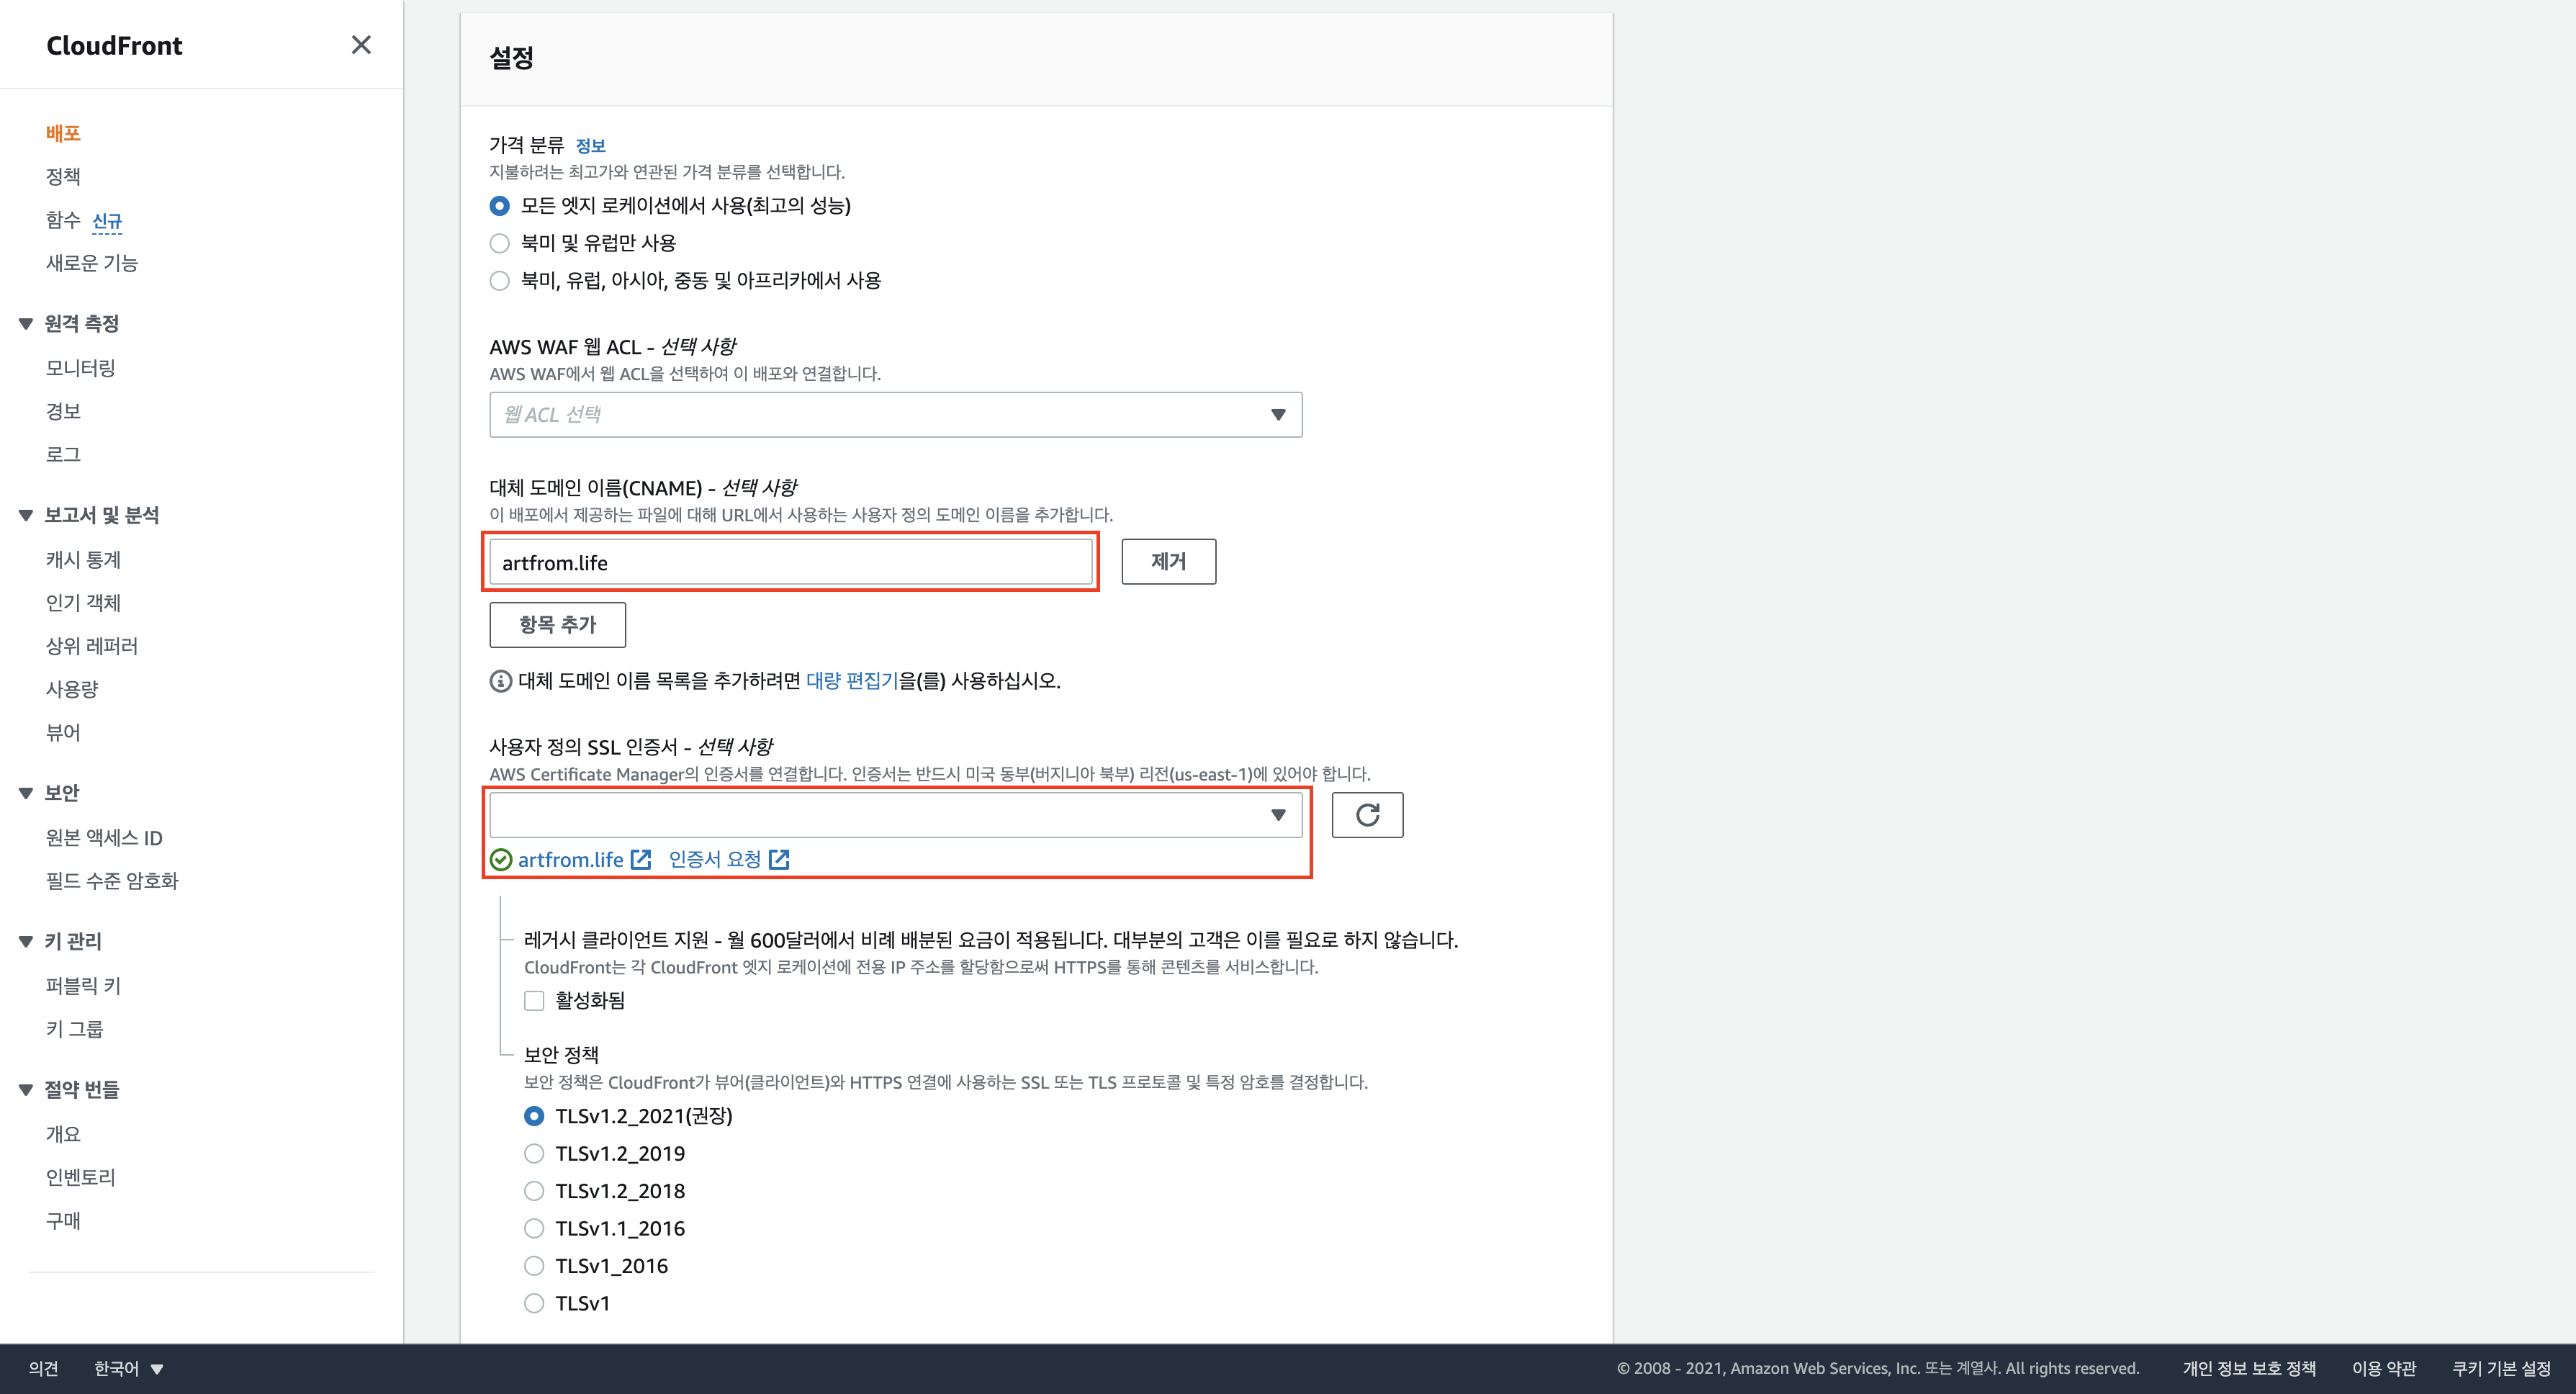 CloudFront
배포
정책
함수 신규
새로운 기능
원격 측정
모니터링
경보
로그
보고서 및 분석
캐시 통계
인기 객체
상위 레퍼러
사용량
뷰어
보안
원본 액세스 ID
필드 수준 암호화
키 관리
퍼블릭 키
키 그룹
절약 번들
개요
인벤토리
구매
설정
가격 분류 정보
지불하려는 최고가와 연관된 가격 분류를 선택합니다.
모든 엣지 로케이션에서 사용(최고의 성능)
북미 및 유럽만 사용
북미, 유럽, 아시아, 중동 및 아프리카에서 사용
AWS WAF 웹 ACL - 선택 사항
AWS WAF에서 웹 ACL을 선택하여 이 배포와 연결합니다.
웹 ACL 선택
대체 도메인 이름(CNAME) - 선택 사항
이 배포에서 제공하는 파일에 대해 URL에서 사용하는 사용자 정의 도메인 이름을 추가합니다.
artfrom.life
제거
항목 추가
대체 도메인 이름 목록을 추가하려면 대량 편집기을(를) 사용하십시오.
사용자 정의 SSL 인증서 - 선택 사항
AWS Certificate Manager의 인증서를 연결합니다. 인증서는 반드시 미국 동부(버지니아 북부) 리전(us-east-1)에 있어야 합니다.
artfrom.life 인증서 요청
레거시 클라이언트 지원 - 월 600달러에서 비례 배분된 요금이 적용됩니다. 대부분의 고객은 이를 필요로 하지 않습니다.
CloudFront는 각 CloudFront 엣지 로케이션에 전용 IP 주소를 할당함으로써 HTTPS를 통해 콘텐츠를 서비스합니다.
활성화됨
보안 정책
보안 정책은 CloudFront가 뷰어(클라이언트)와 HTTPS 연결에 사용하는 SSL 또는 TLS 프로토콜 및 특정 암호를 결정합니다.
TLSv1.2_2021(권장)
TLSv1.2_2019
TLSv1.2_2018
TLSv1.1_2016
TLSv1_2016
TLSv1
의견 한국어 © 2008 - 2021, Amazon Web Services, Inc. 또는 계열사. All rights reserved. 개인 정보 보호 정책 이용 약관 쿠키 기본 설정